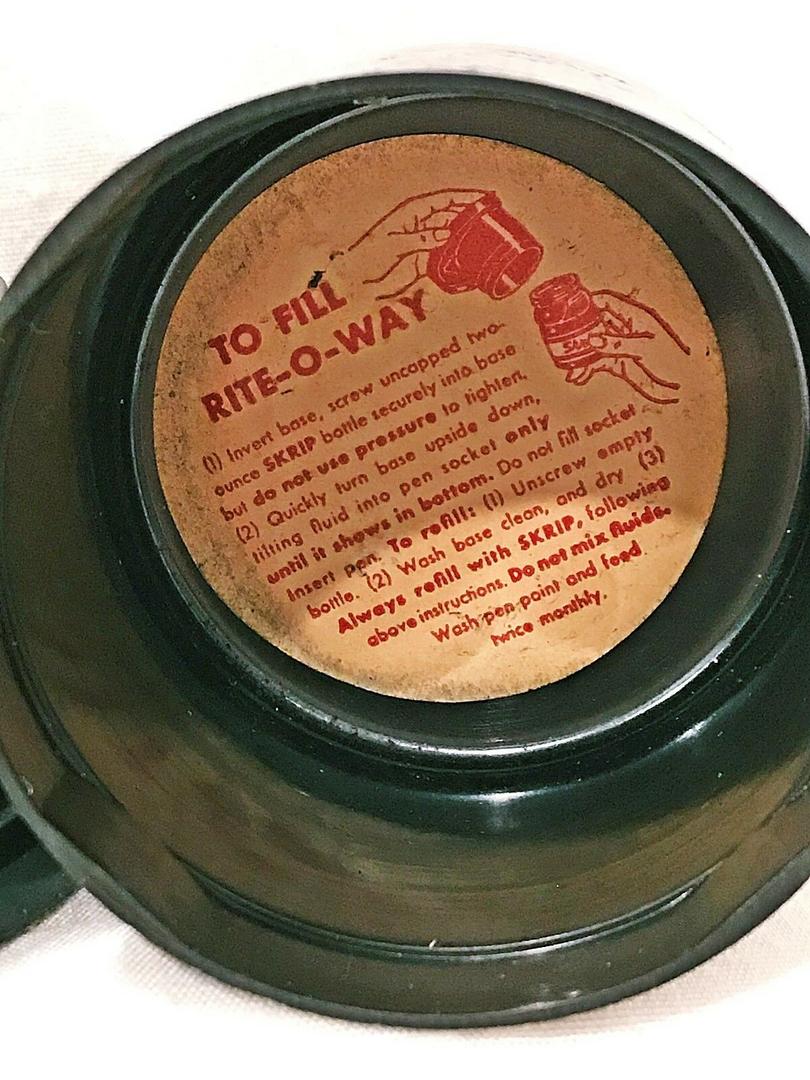 TO FILL
RITE-O-WAY
(1) Invert base, screw uncapped two-
ounce SKRIP bottle securely into base
but do not use pressure to tighten.
(2) Quickly turn base upside down,
tilting fluid into pen socket only
until it shows in bottom. Do not fill socket
Insert pen. To refill: (1) Unscrew empty
bottle. (2) Wash base clean, and dry (3)
Always refill with SKRIP, following
above instructions. Do not mix fluids.
Wash pen point and feed
twice monthly.